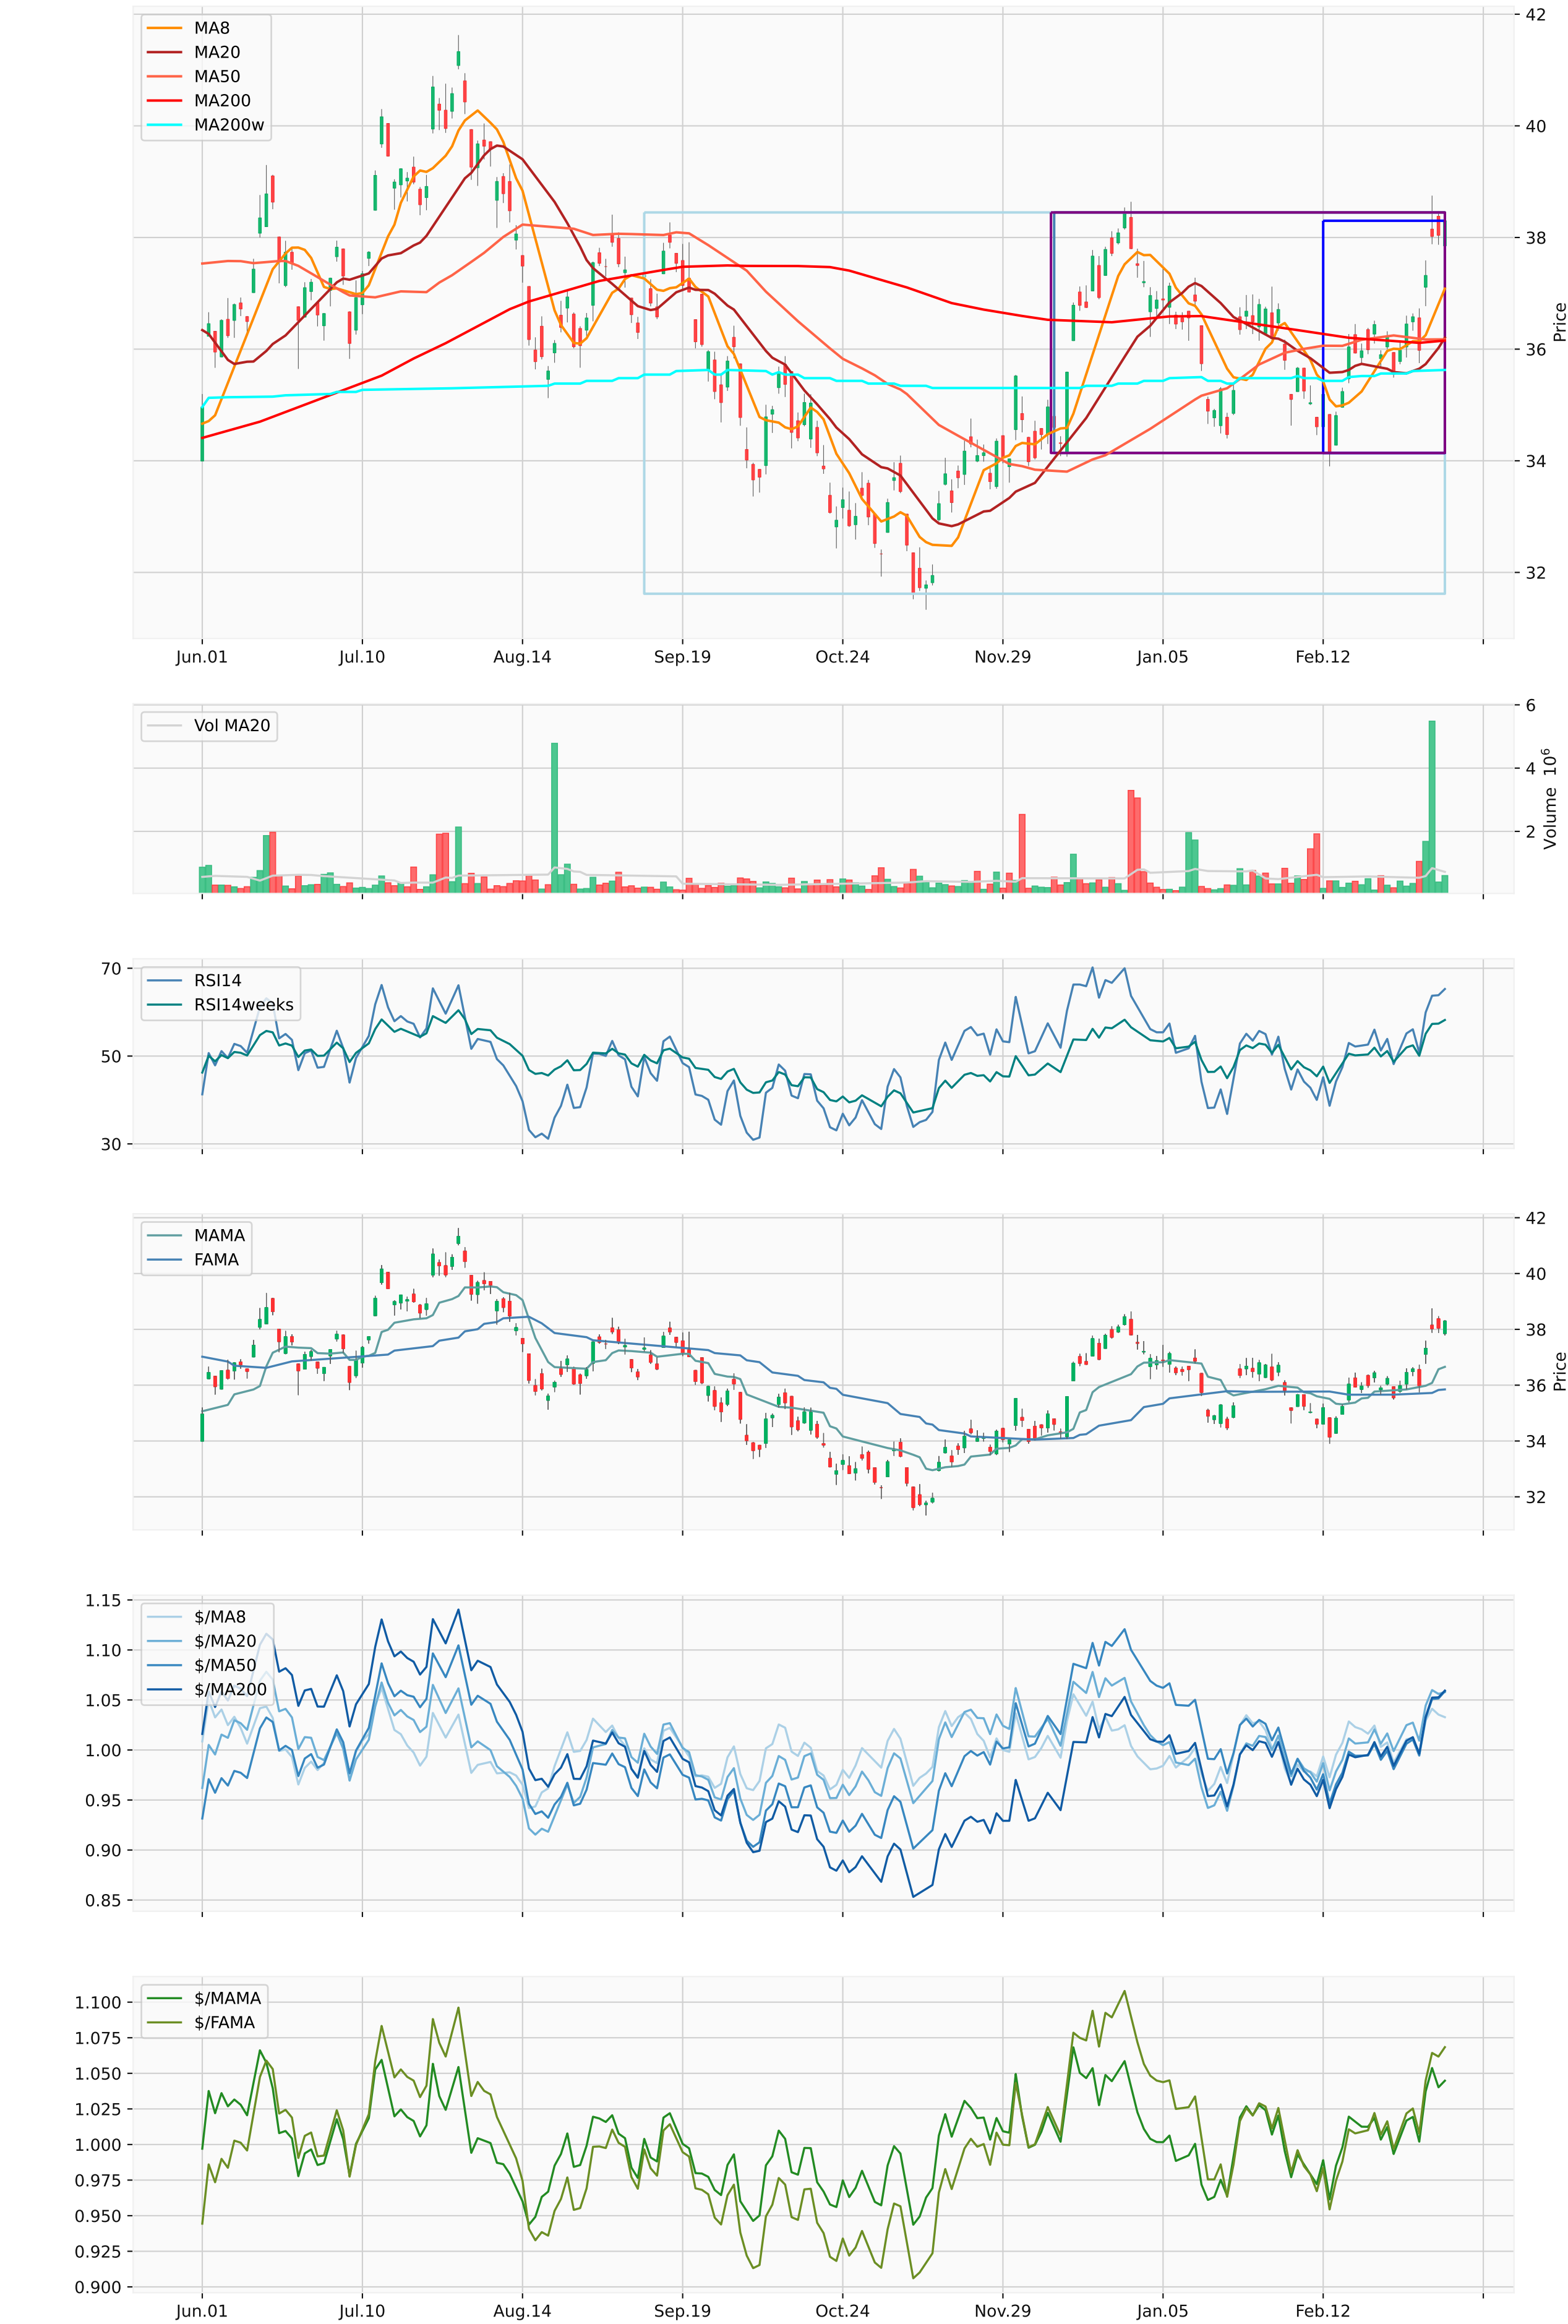 MA8
MA20
MA50
MA200
MA200w
42
40
38
36
34
32
Price
Jun.01 Jul.10 Aug.14 Sep.19 Oct.24 Nov.29 Jan.05 Feb.12
Vol MA20
6
4
2
Volume 10^6
RSI14
RSI14weeks
70
50
30
MAMA
FAMA
42
40
38
36
34
32
Price
$/MA8
$/MA20
$/MA50
$/MA200
1.15
1.10
1.05
1.00
0.95
0.90
0.85
$/MAMA
$/FAMA
1.100
1.075
1.050
1.025
1.000
0.975
0.950
0.925
0.900
Jun.01 Jul.10 Aug.14 Sep.19 Oct.24 Nov.29 Jan.05 Feb.12